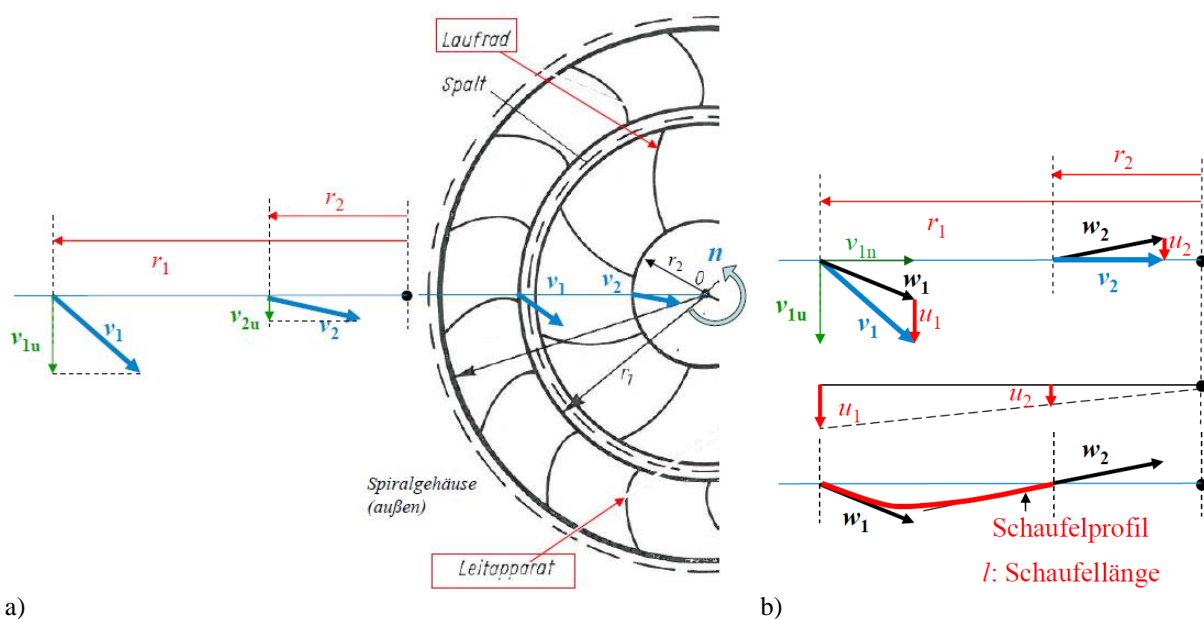 Laufrad
Spalt
r2
r1
v1u
v1
v2u
v2
v1
v2
r2
0
n
r1
Spiralgehäuse
(außen)
Leitapparat
a)
r2
r1
v1n
w2
u2
w1
v2
v1u
v1
u1
u1
u2
w2
w1
Schaufelprofil
l: Schaufellänge
b)